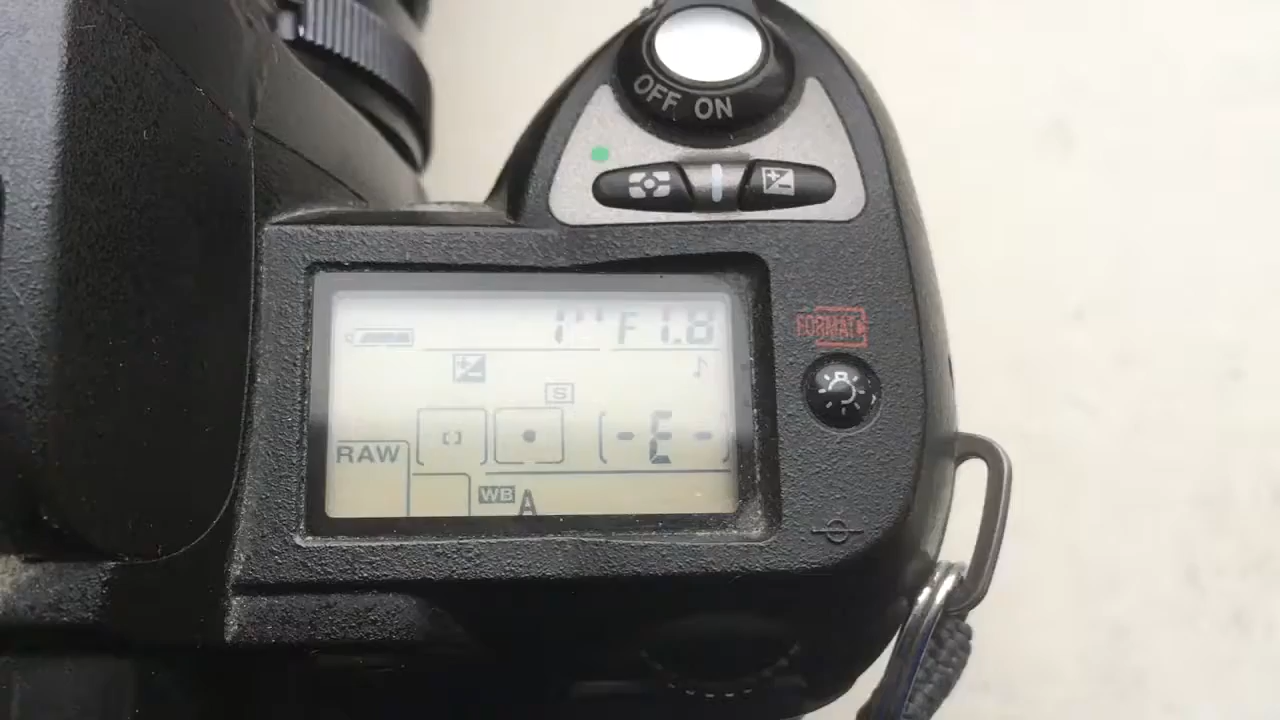 OFF ON
FORMAT
1" F1.8
S
[-E-]
RAW
WB A